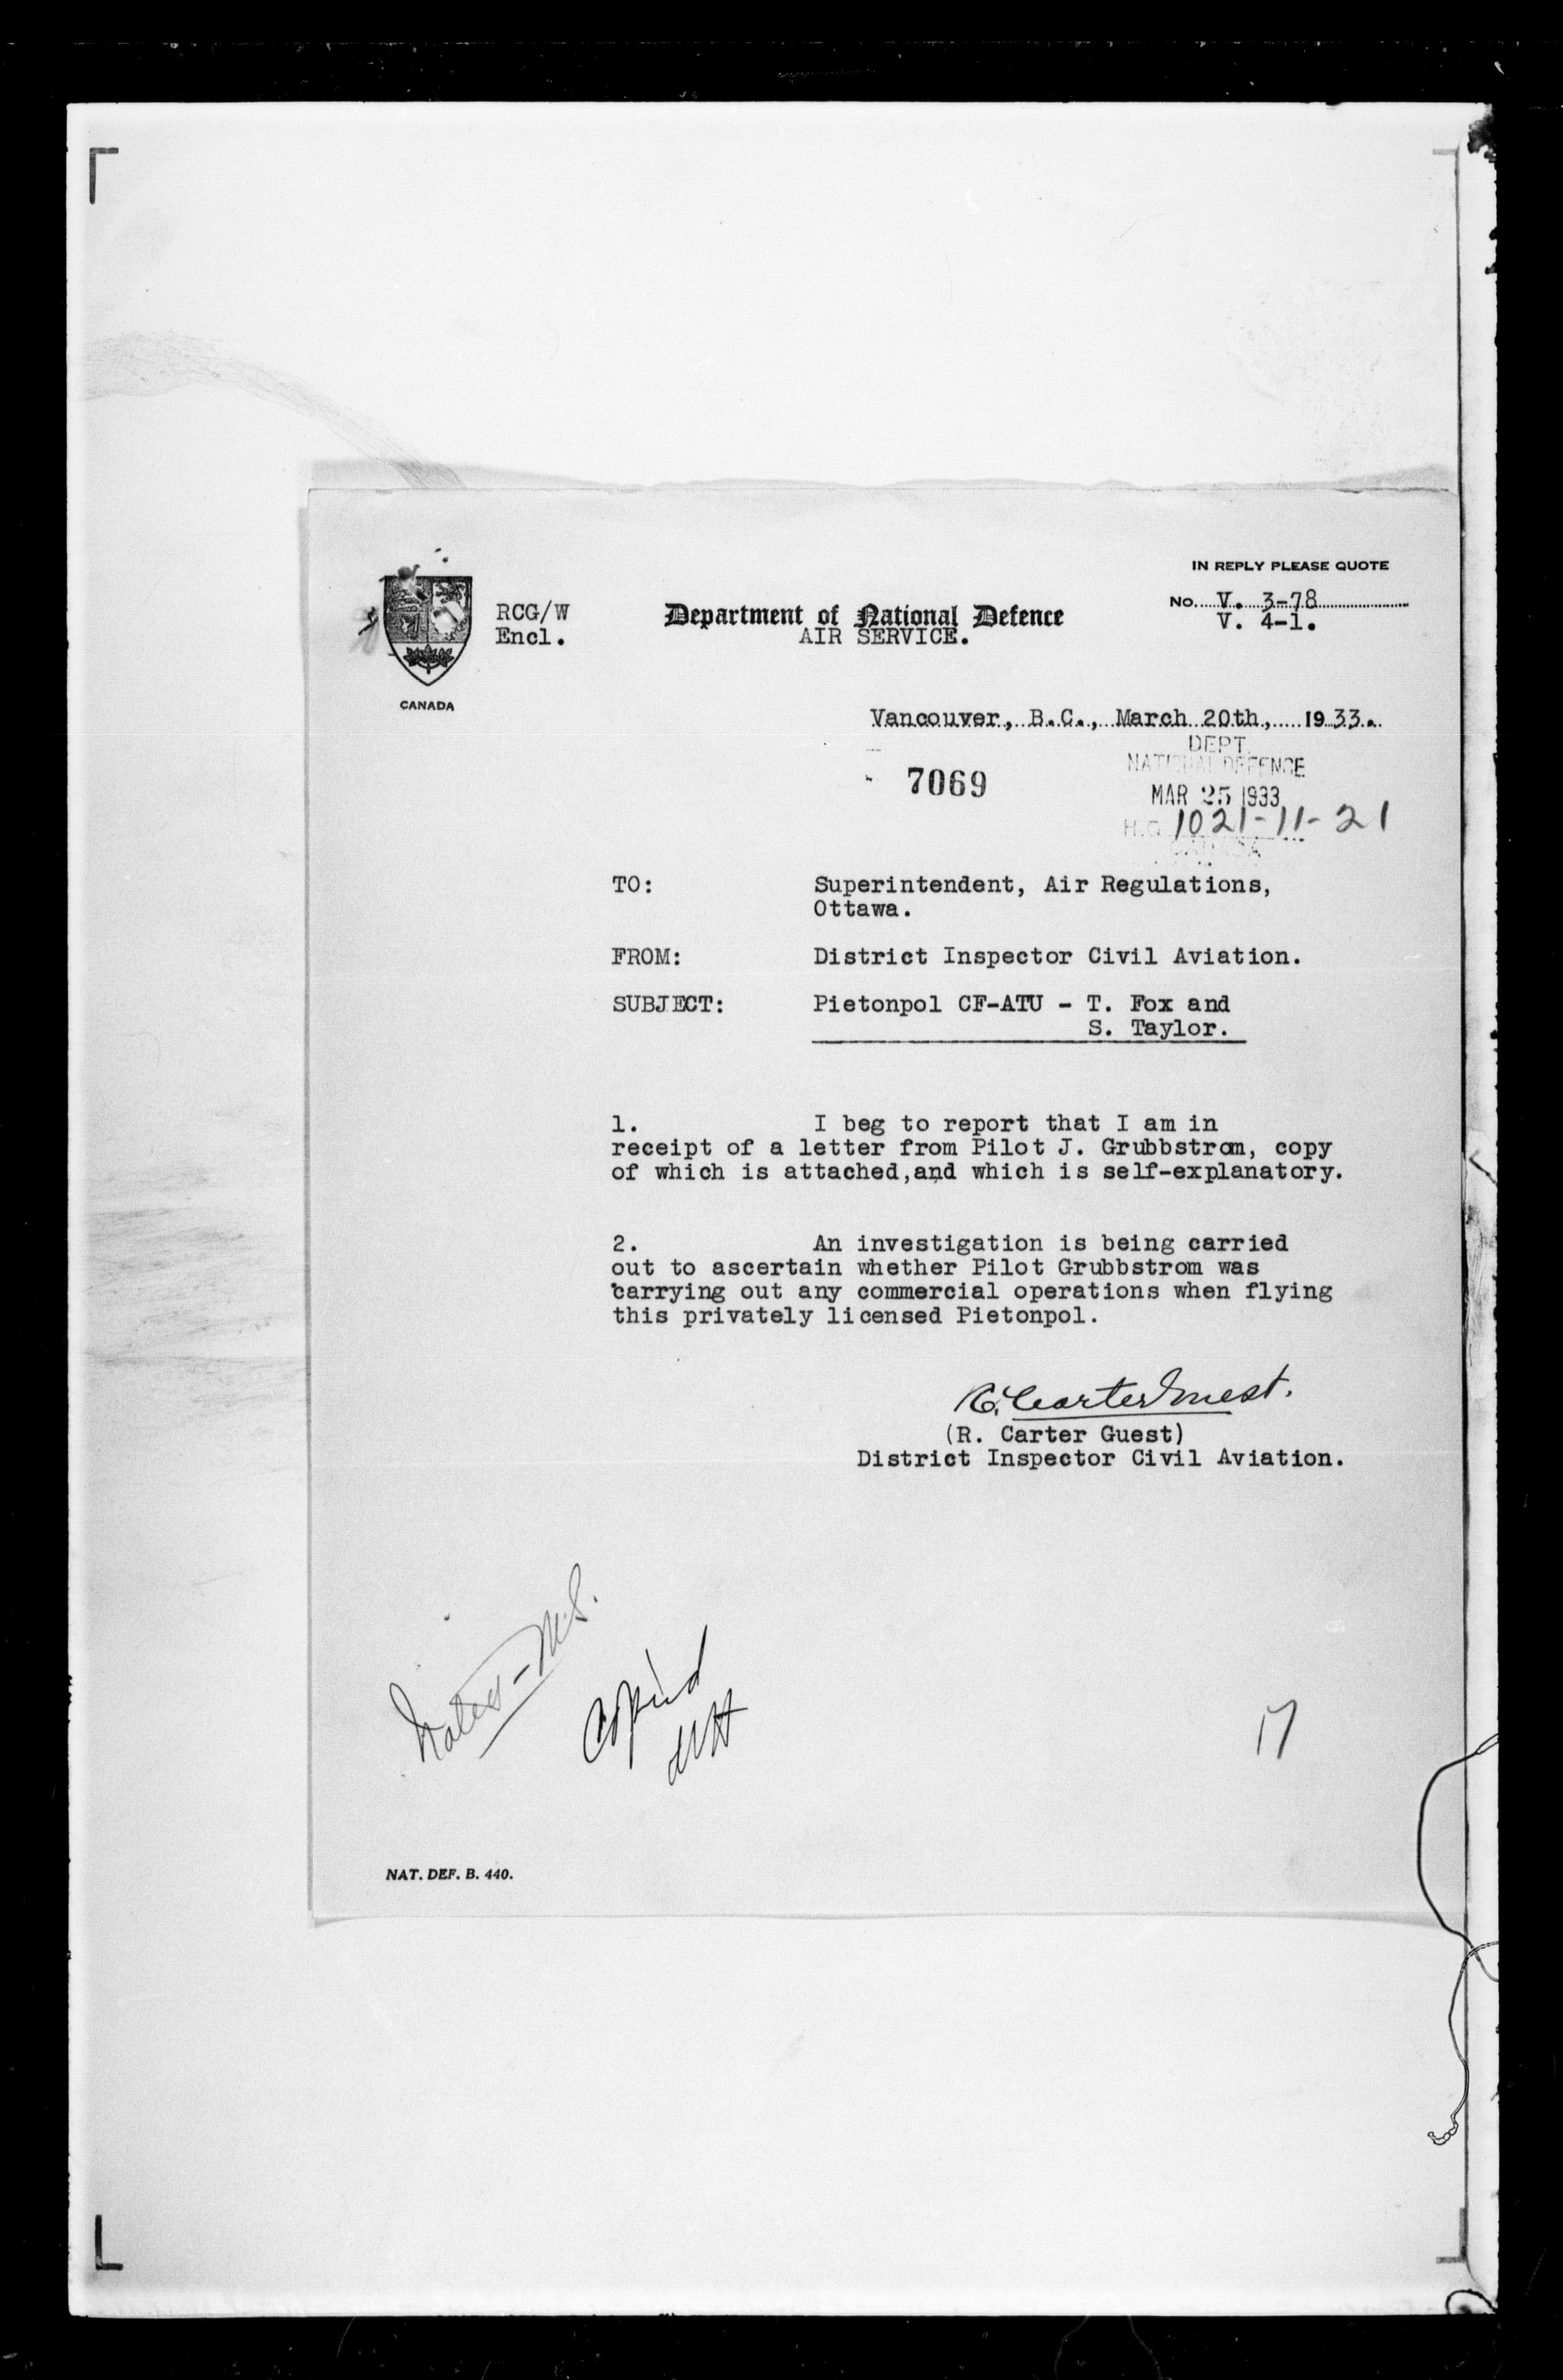 IN REPLY PLEASE QUOTE
No. V. 3-78
V. 4-1.
RCG/W
Encl.
Department of National Defence
AIR SERVICE.
CANADA
Vancouver, B.C., March 20th, 1933.
DEPT.
NATIONAL DEFENCE
7069
MAR 25 1933
H.Q. 1021-11-21
CANADA
TO: Superintendent, Air Regulations,
Ottawa.
FROM: District Inspector Civil Aviation.
SUBJECT: Pietonpol CF-ATU - T. Fox and
S. Taylor.
1. I beg to report that I am in
receipt of a letter from Pilot J. Grubbstrom, copy
of which is attached,and which is self-explanatory.
2. An investigation is being carried
out to ascertain whether Pilot Grubbstrom was
carrying out any commercial operations when flying
this privately licensed Pietonpol.
R. Carter Guest.
(R. Carter Guest)
District Inspector Civil Aviation.
Copied
17
NAT. DEF. B. 440.